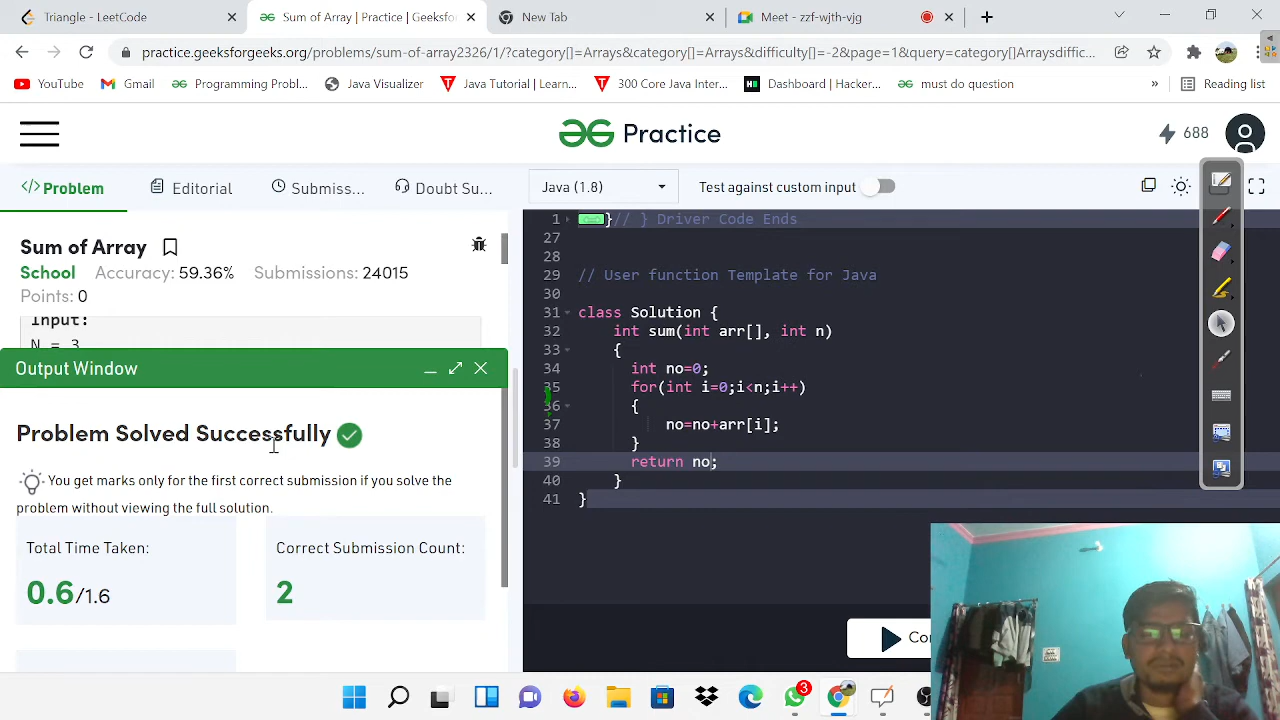 Triangle - LeetCode
Sum of Array | Practice | Geeksfor
New Tab
Meet - zzf-wjth-vjg
practice.geeksforgeeks.org/problems/sum-of-array2326/1/?category[]=Arrays&category[]=Arrays&difficulty[]=-2&page=1&query=category[]Arraysdiffic...
YouTube
Gmail
Programming Probl...
Java Visualizer
Java Tutorial | Learn...
300 Core Java Inter...
Dashboard | Hacker...
must do question
»
Reading list
Practice
688
</> Problem
Editorial
Submiss...
Doubt Su...
Java (1.8)
Test against custom input
Sum of Array
School Accuracy: 59.36% Submissions: 24015
Points: 0
Input:
N = 3
Output Window
Problem Solved Successfully
You get marks only for the first correct submission if you solve the
problem without viewing the full solution.
Total Time Taken:
0.6/1.6
Correct Submission Count:
2
1 }// } Driver Code Ends
27
28
29 // User function Template for Java
30
31 class Solution {
32 int sum(int arr[], int n)
33 {
34 int no=0;
35 for(int i=0;i<n;i++)
36 {
37 no=no+arr[i];
38 }
39 return no;
40 }
41 }
Co
3